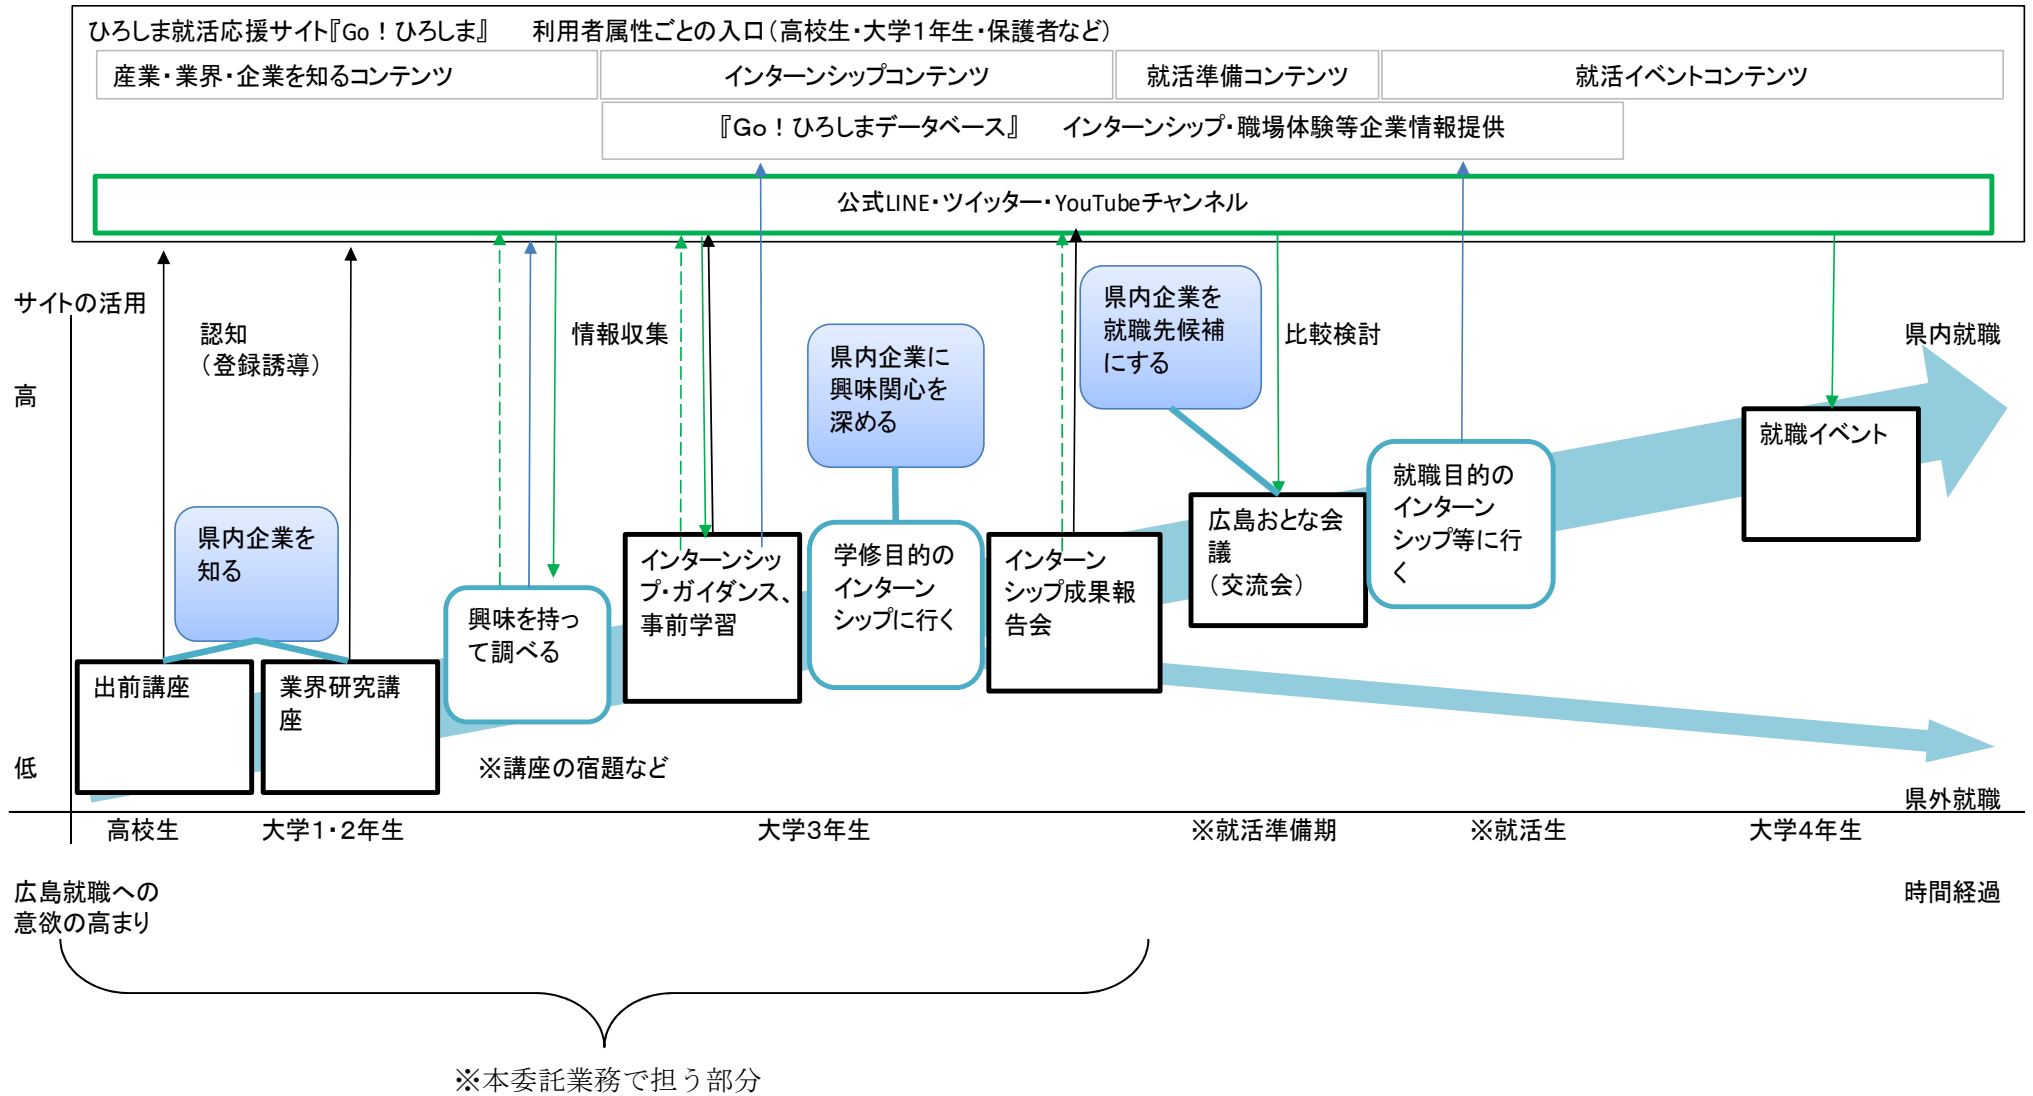 ひろしま就活応援サイト『Go！ひろしま』　利用者属性ごとの入口（高校生・大学１年生・保護者など）
産業・業界・企業を知るコンテンツ
インターンシップコンテンツ
就活準備コンテンツ
就活イベントコンテンツ
『Go！ひろしまデータベース』　インターンシップ・職場体験等企業情報提供
公式LINE・ツイッター・YouTubeチャンネル
サイトの活用
高
低
認知
（登録誘導）
情報収集
比較検討
県内就職
県内企業を
知る
県内企業に
興味関心を
深める
県内企業を
就職先候補
にする
出前講座
業界研究講
座
興味を持っ
て調べる
※講座の宿題など
インターンシッ
プ・ガイダンス、
事前学習
学修目的の
インターン
シップに行く
インターン
シップ成果報
告会
広島おとな会
議
（交流会）
就職目的の
インターン
シップ等に行
く
就職イベント
県外就職
高校生
大学１・２年生
大学３年生
※就活準備期
※就活生
大学４年生
広島就職への
意欲の高まり
時間経過
※本委託業務で担う部分